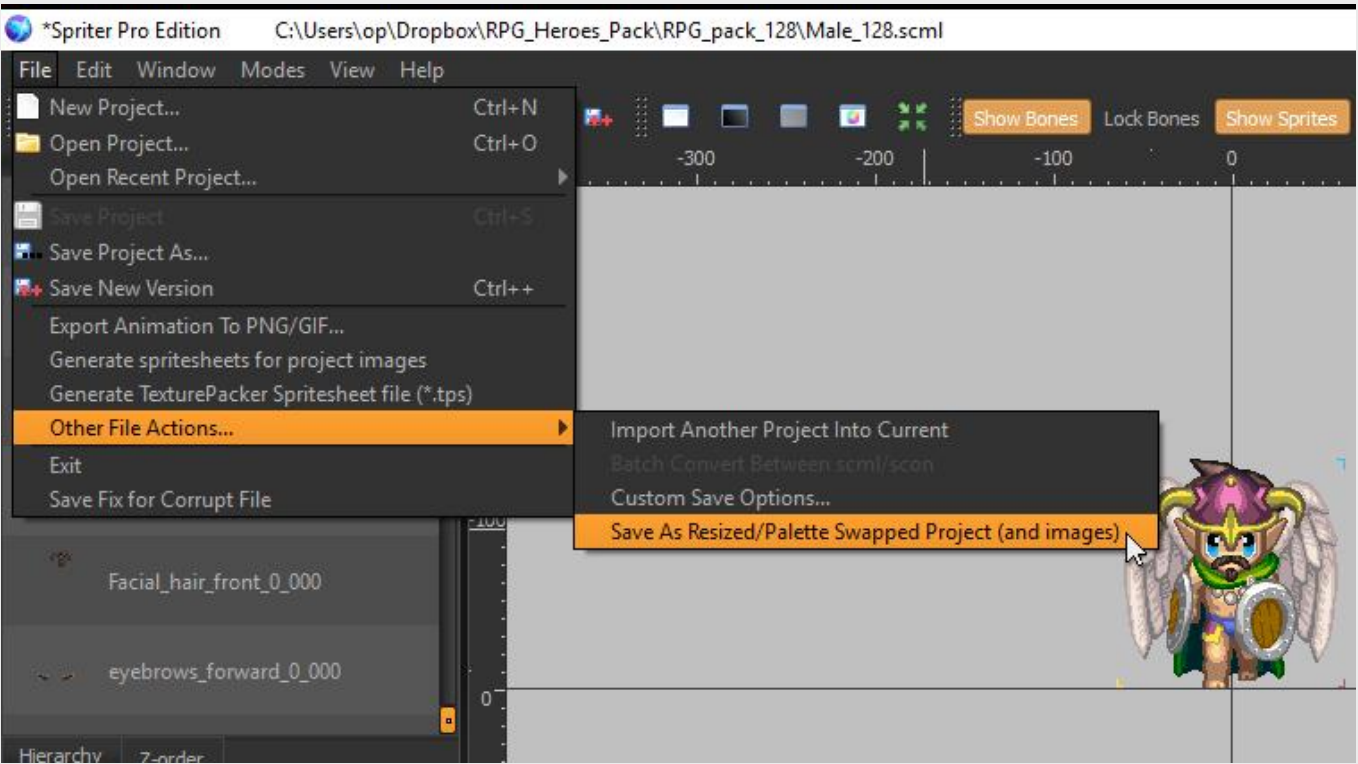 *Spriter Pro Edition C:\Users\op\Dropbox\RPG_Heroes_Pack\RPG_pack_128\Male_128.scml
File Edit Window Modes View Help
New Project... Ctrl+N
Open Project... Ctrl+O
Open Recent Project...
Save Project Ctrl+S
Save Project As...
Save New Version Ctrl++
Export Animation To PNG/GIF...
Generate spritesheets for project images
Generate TexturePacker Spritesheet file (*.tps)
Other File Actions...
Exit
Save Fix for Corrupt File
Show Bones Lock Bones Show Sprites
-300 -200 -100 0
Import Another Project Into Current
Batch Convert Between scml/scon
Custom Save Options...
Save As Resized/Palette Swapped Project (and images)
-100
Facial_hair_front_0_000
eyebrows_forward_0_000
0
Hierarchy Z-order